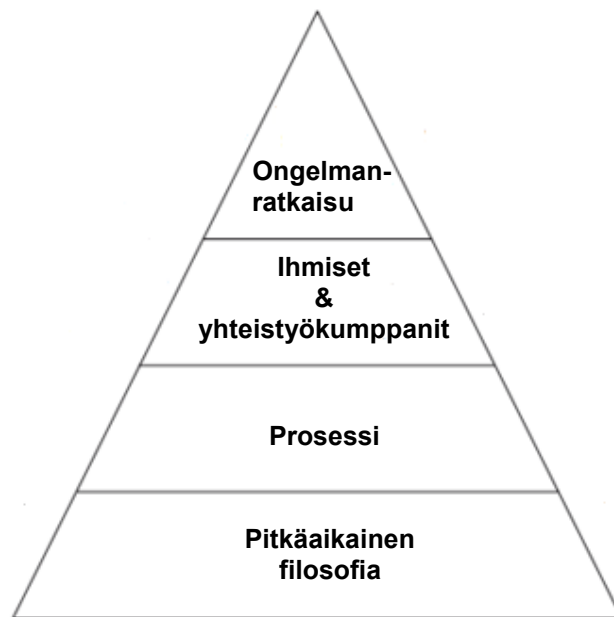 Ongelman-
ratkaisu
Ihmiset
&
yhteistyökumppanit
Prosessi
Pitkäaikainen
filosofia